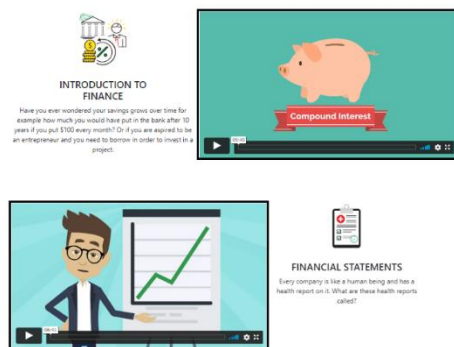 INTRODUCTION TO
FINANCE
Have you ever wondered your savings grows over time for
example how much you would have put in the bank after 10
years if you put $100 every month? Or if you are aspired to be
an entrepreneur and you need to borrow in order to invest in a
project.
Compound Interest
FINANCIAL STATEMENTS
Every company is like a human being and has a
health report on it. What are these health reports
called?